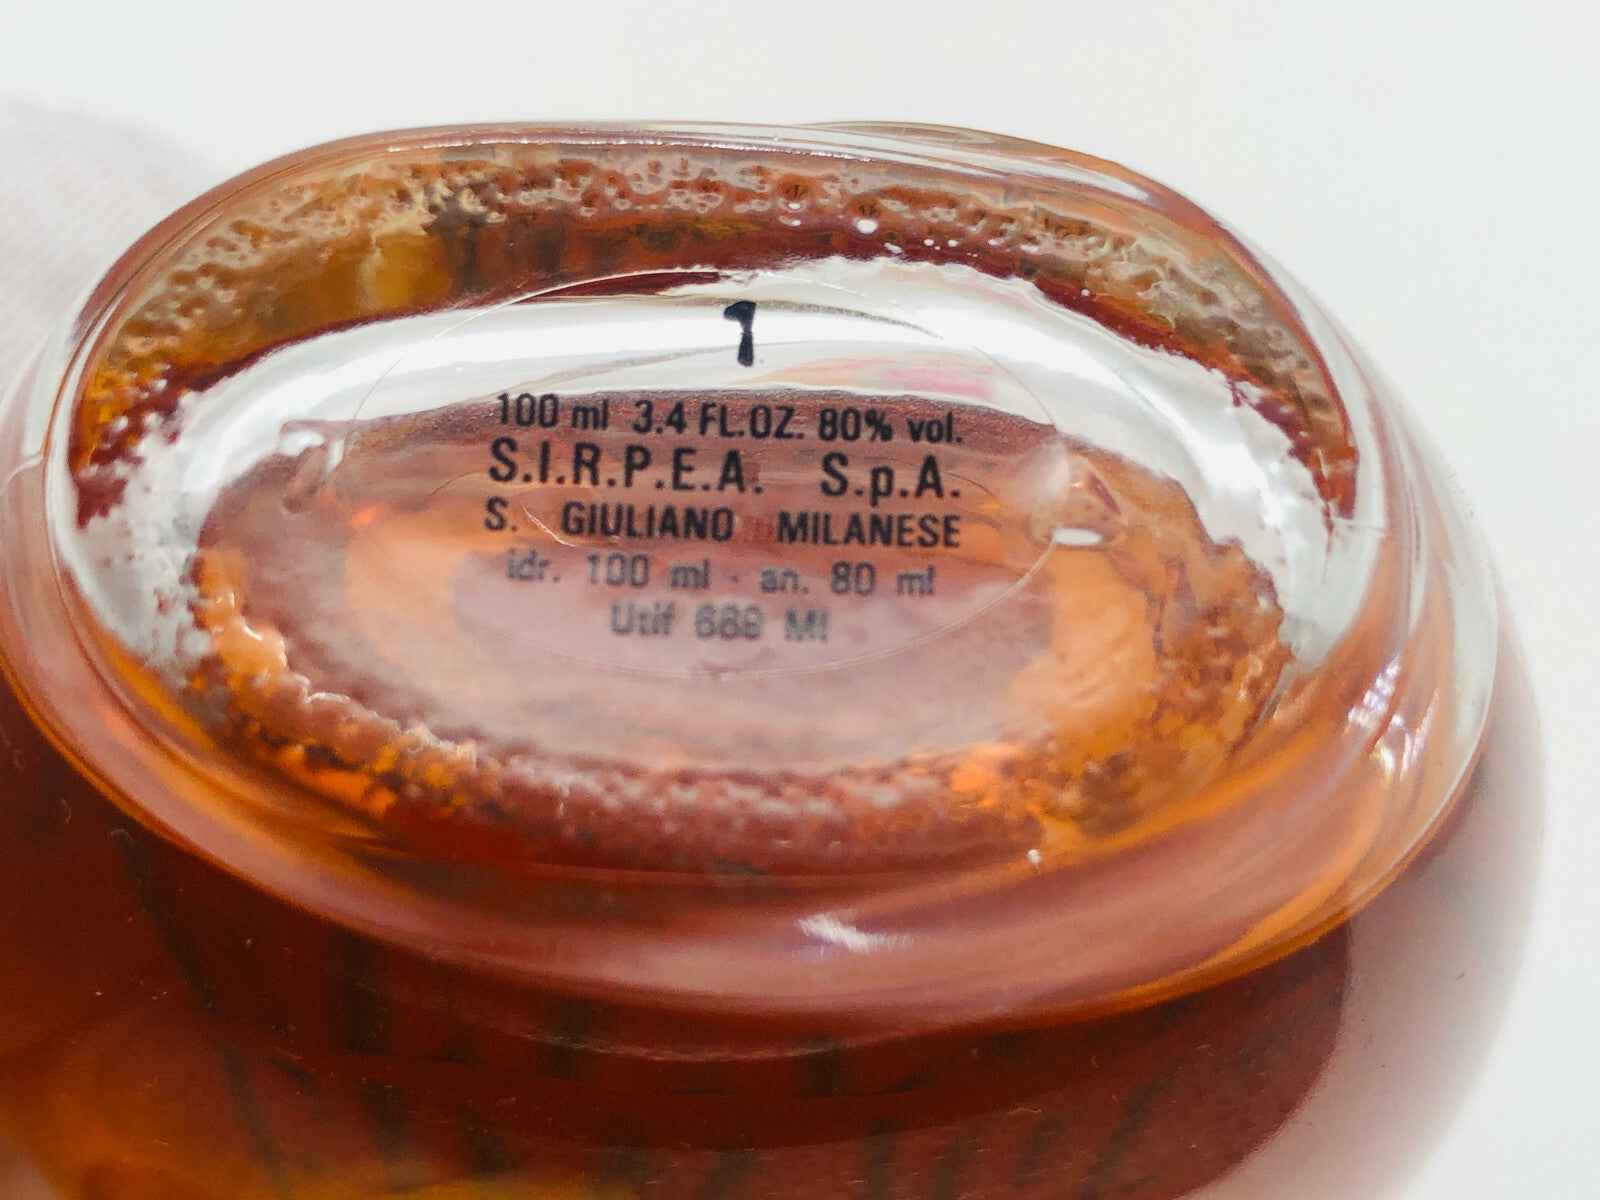 1
100 ml 3.4 FL.OZ. 80% vol.
S.I.R.P.E.A. S.p.A.
S. GIULIANO MILANESE
idr. 100 ml - an. 80 ml
Utif 689 MI